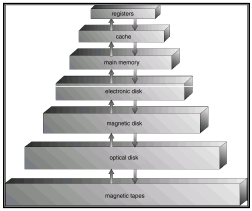 registers
cache
main memory
electronic disk
magnetic disk
optical disk
magnetic tapes